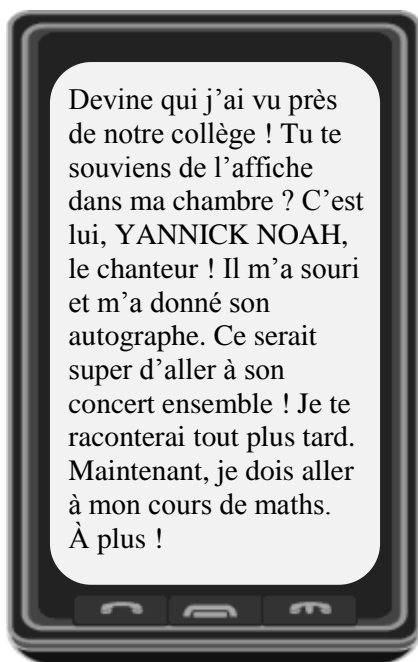 Devine qui j’ai vu près
de notre collège ! Tu te
souviens de l’affiche
dans ma chambre ? C’est
lui, YANNICK NOAH,
le chanteur ! Il m’a souri
et m’a donné son
autographe. Ce serait
super d’aller à son
concert ensemble ! Je te
raconterai tout plus tard.
Maintenant, je dois aller
à mon cours de maths.
À plus !